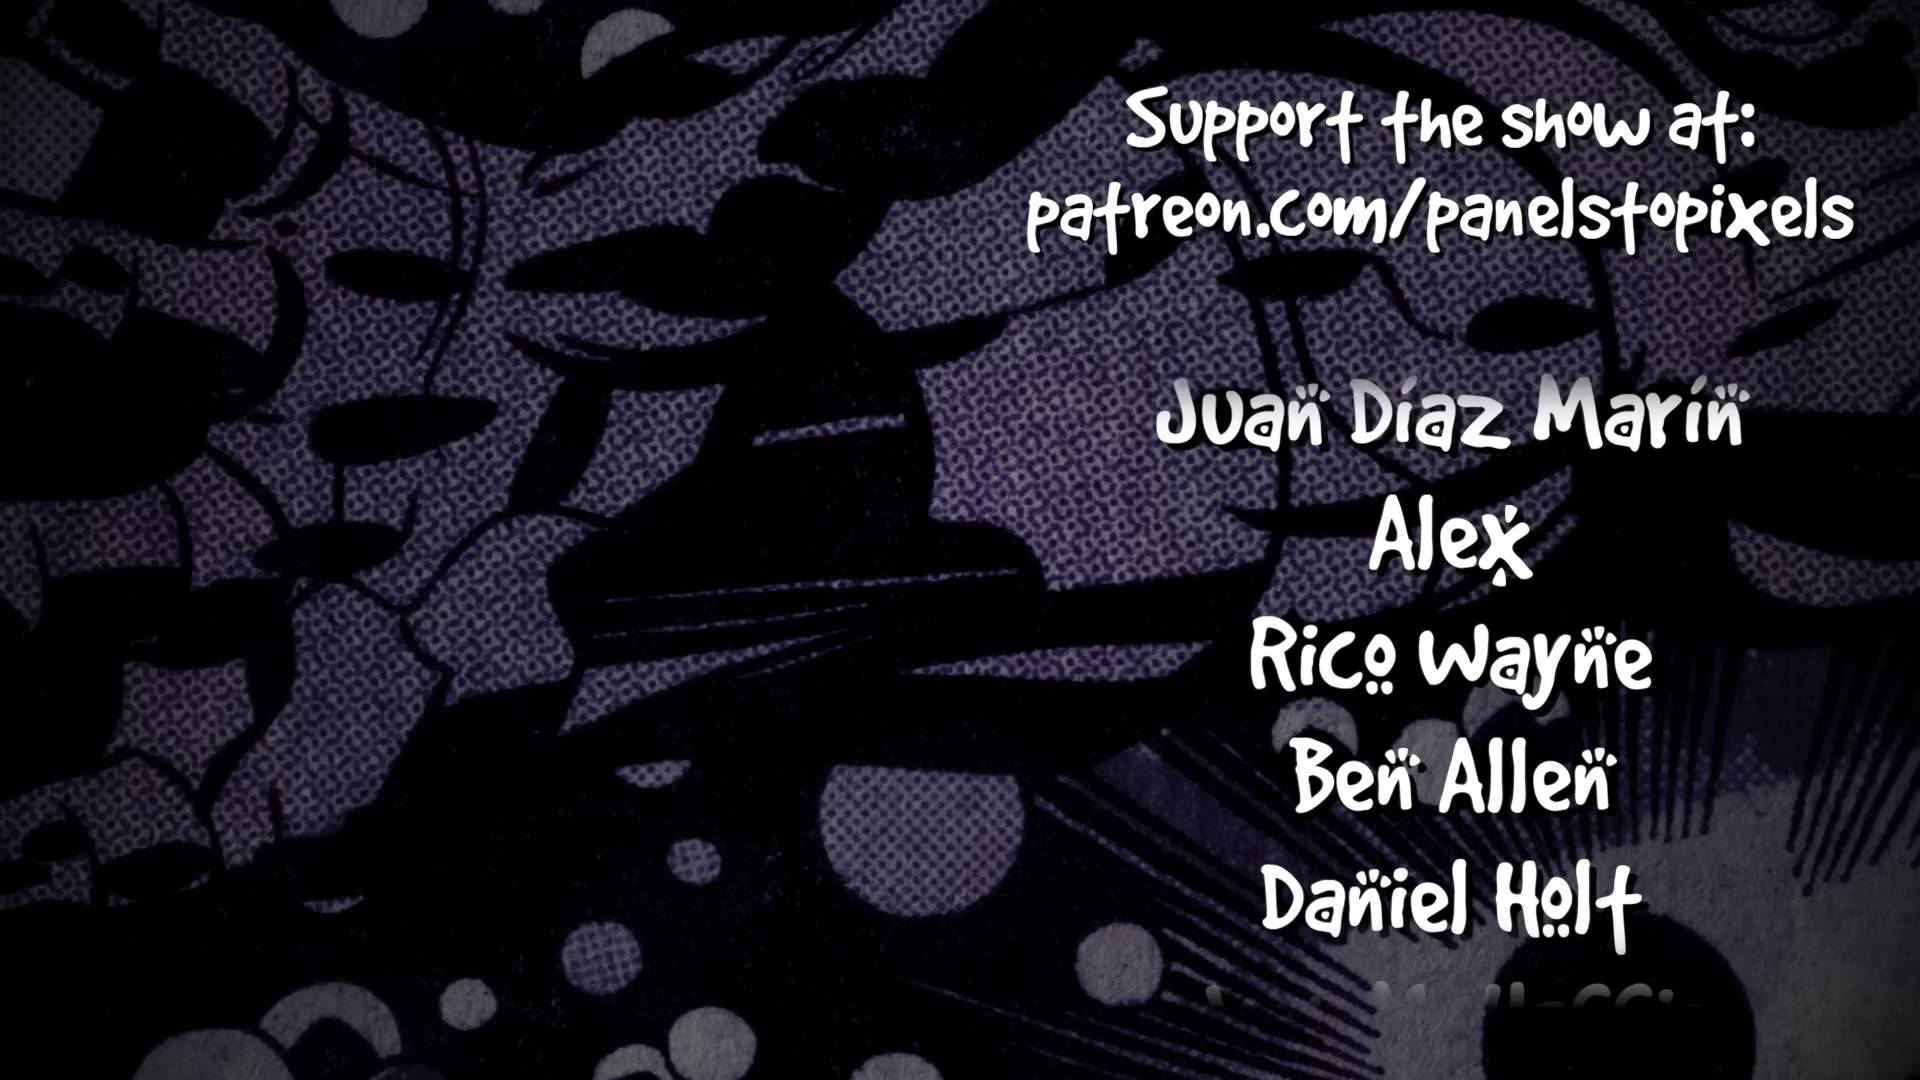 Support the show at:
patreon.com/panelstopixels
Juan Díaz Marín
Alex
Rico Wayne
Ben Allen
Daniel Holt